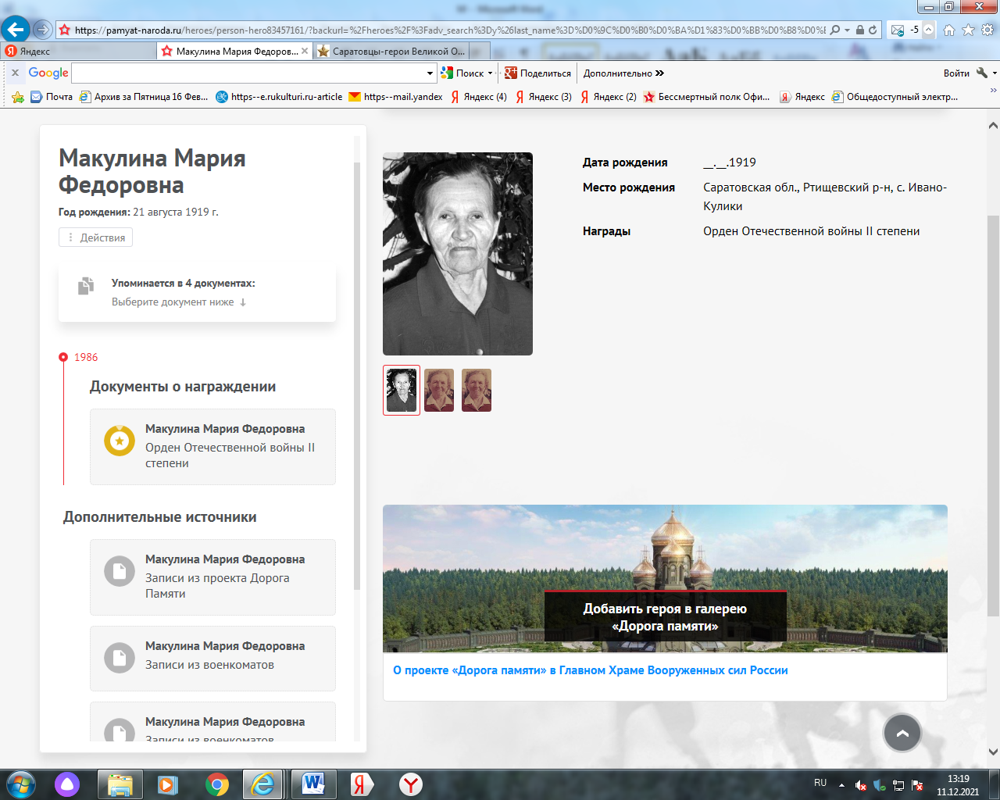 https://pamyat-naroda.ru/heroes/person-hero83457161/?backurl=%2Fheroes%2F%3Fadv_search%3Dy%26last_name%3D%D0%9C%D0%B0%D0%BA%D1%83%D0%BB%D0%B8%D0%
-5
Яндекс
Макулина Мария Федоров...
Саратовцы-герои Великой О...
Google
Поиск
Поделиться
Дополнительно
Войти
Почта
Архив за Пятница 16 Фев...
https--e.rukulturi.ru-article
https--mail.yandex
Яндекс (4)
Яндекс (3)
Яндекс (2)
Бессмертный полк Офи...
Яндекс
Общедоступный электр...
Макулина Мария
Федоровна
Год рождения: 21 августа 1919 г.
Действия
Упоминается в 4 документах:
Выберите документ ниже
1986
Документы о награждении
Макулина Мария Федоровна
Орден Отечественной войны II
степени
Дополнительные источники
Макулина Мария Федоровна
Записи из проекта Дорога
Памяти
Макулина Мария Федоровна
Записи из военкоматов
Макулина Мария Федоровна
Записи из военкоматов
Дата рождения __.__.1919
Место рождения Саратовская обл., Ртищевский р-н, с. Ивано-
Кулики
Награды Орден Отечественной войны II степени
Добавить героя в галерею
«Дорога памяти»
О проекте «Дорога памяти» в Главном Храме Вооруженных сил России
RU
13:19
11.12.2021